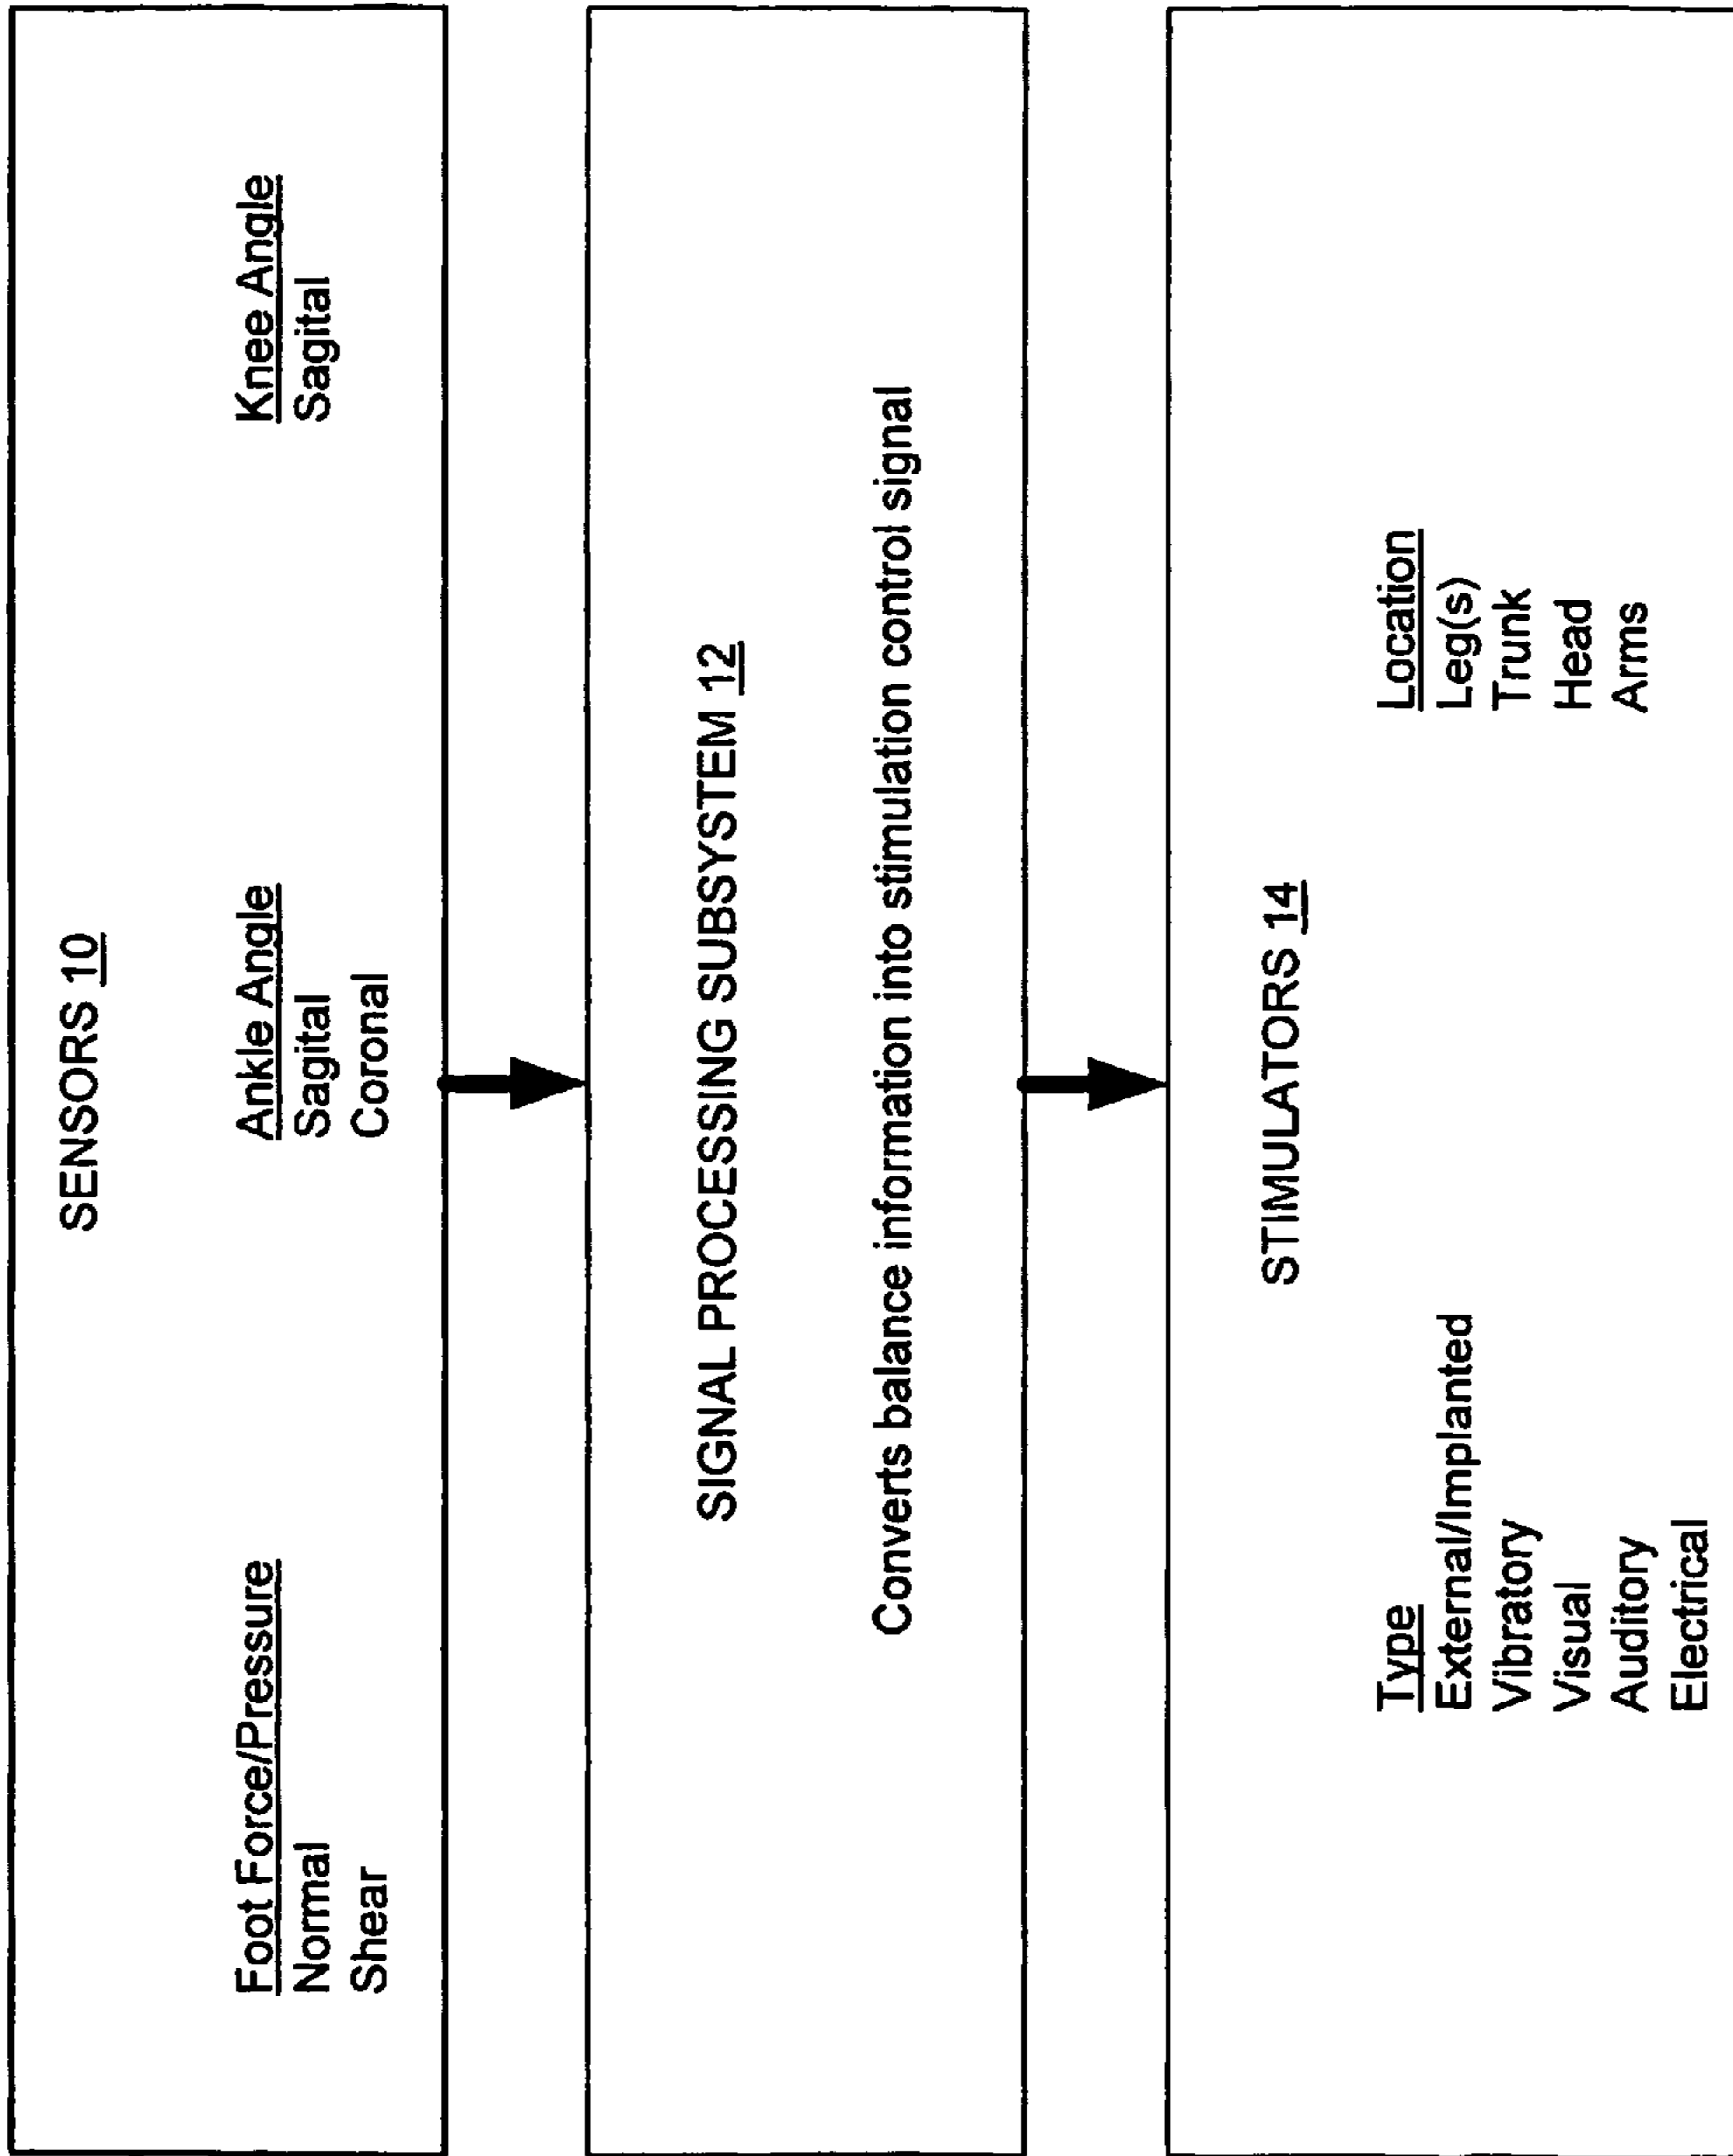 SENSORS 10
Foot Force/Pressure
Normal
Shear
Ankle Angle
Sagital
Coronal
Knee Angle
Sagital
SIGNAL PROCESSING SUBSYSTEM 12
Converts balance information into stimulation control signal
STIMULATORS 14
Type
External/Implanted
Vibratory
Visual
Auditory
Electrical
Location
Leg(s)
Trunk
Head
Arms